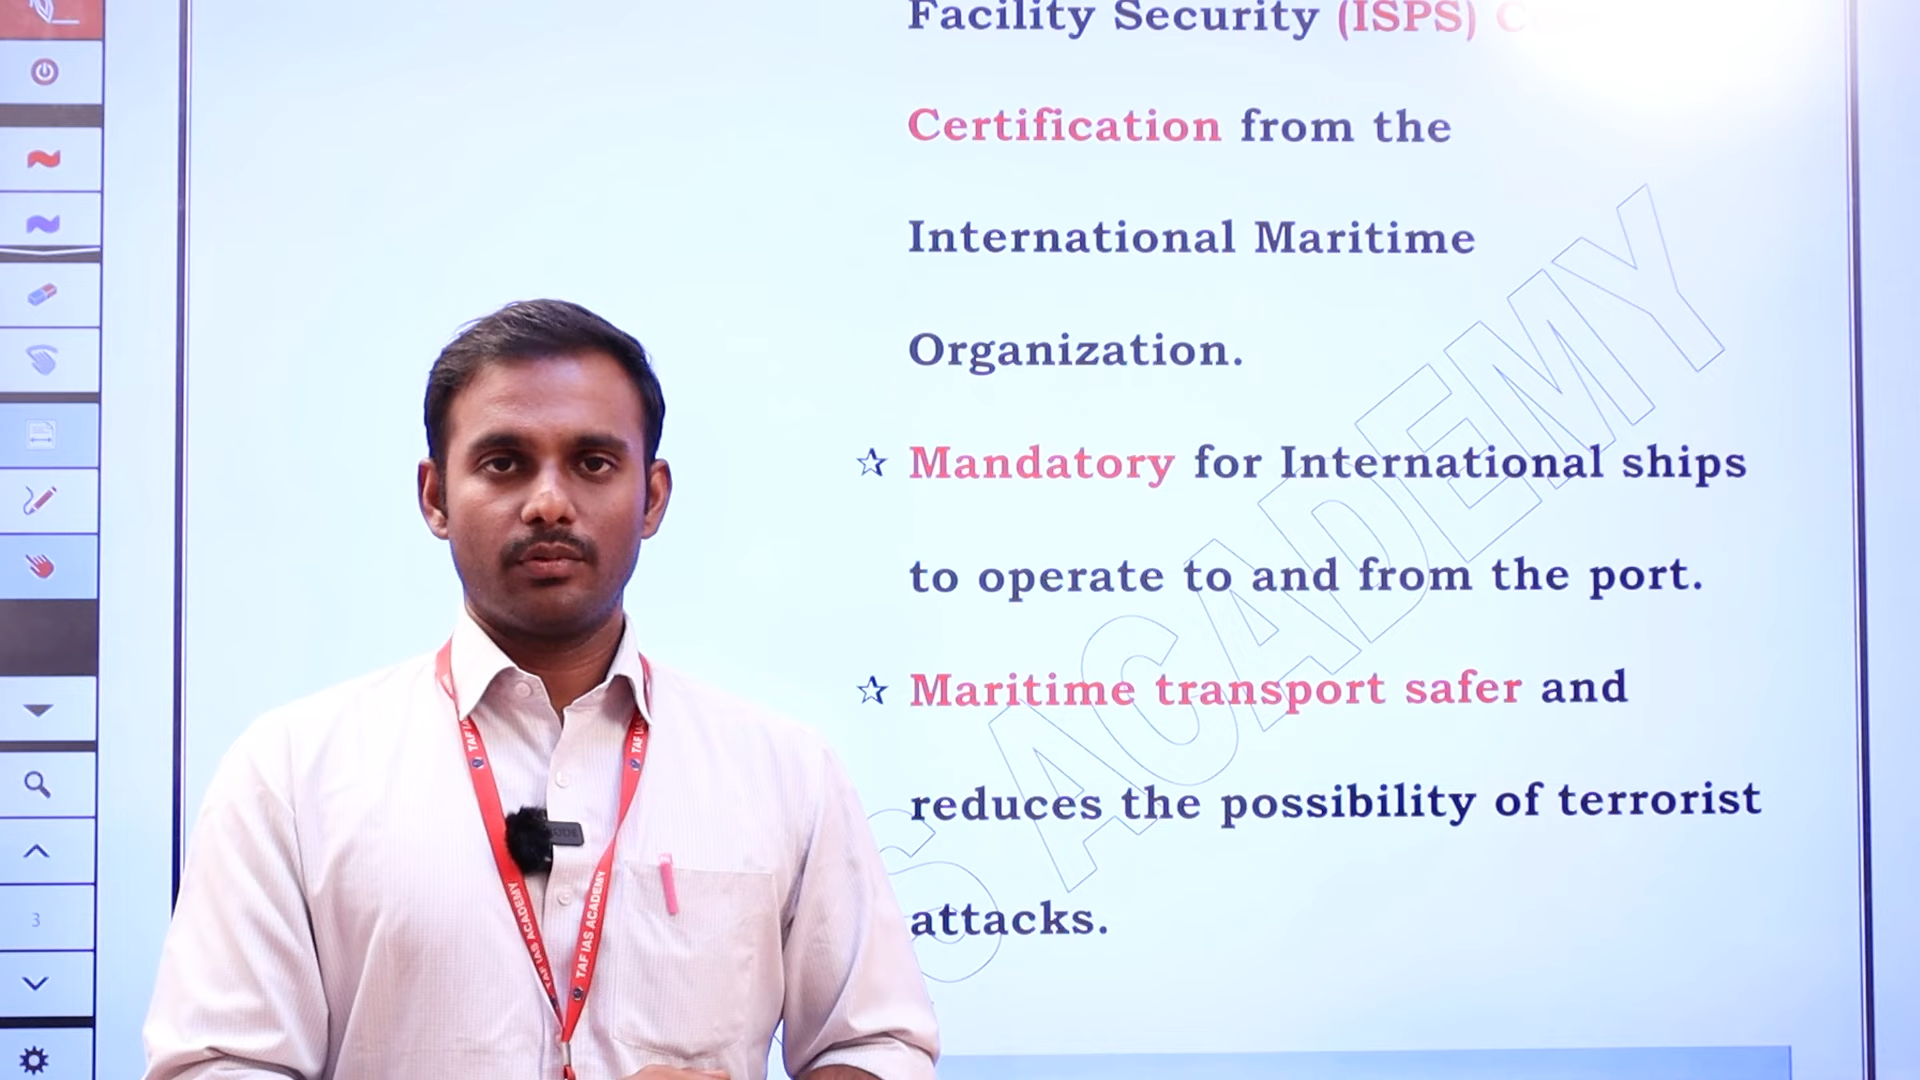 Facility Security (ISPS)
Certification from the
International Maritime
Organization.
☆ Mandatory for International ships
to operate to and from the port.
☆ Maritime transport safer and
reduces the possibility of terrorist
attacks.
S ACADEMY
3
TAF IAS ACADEMY
TAF IAS ACADEMY